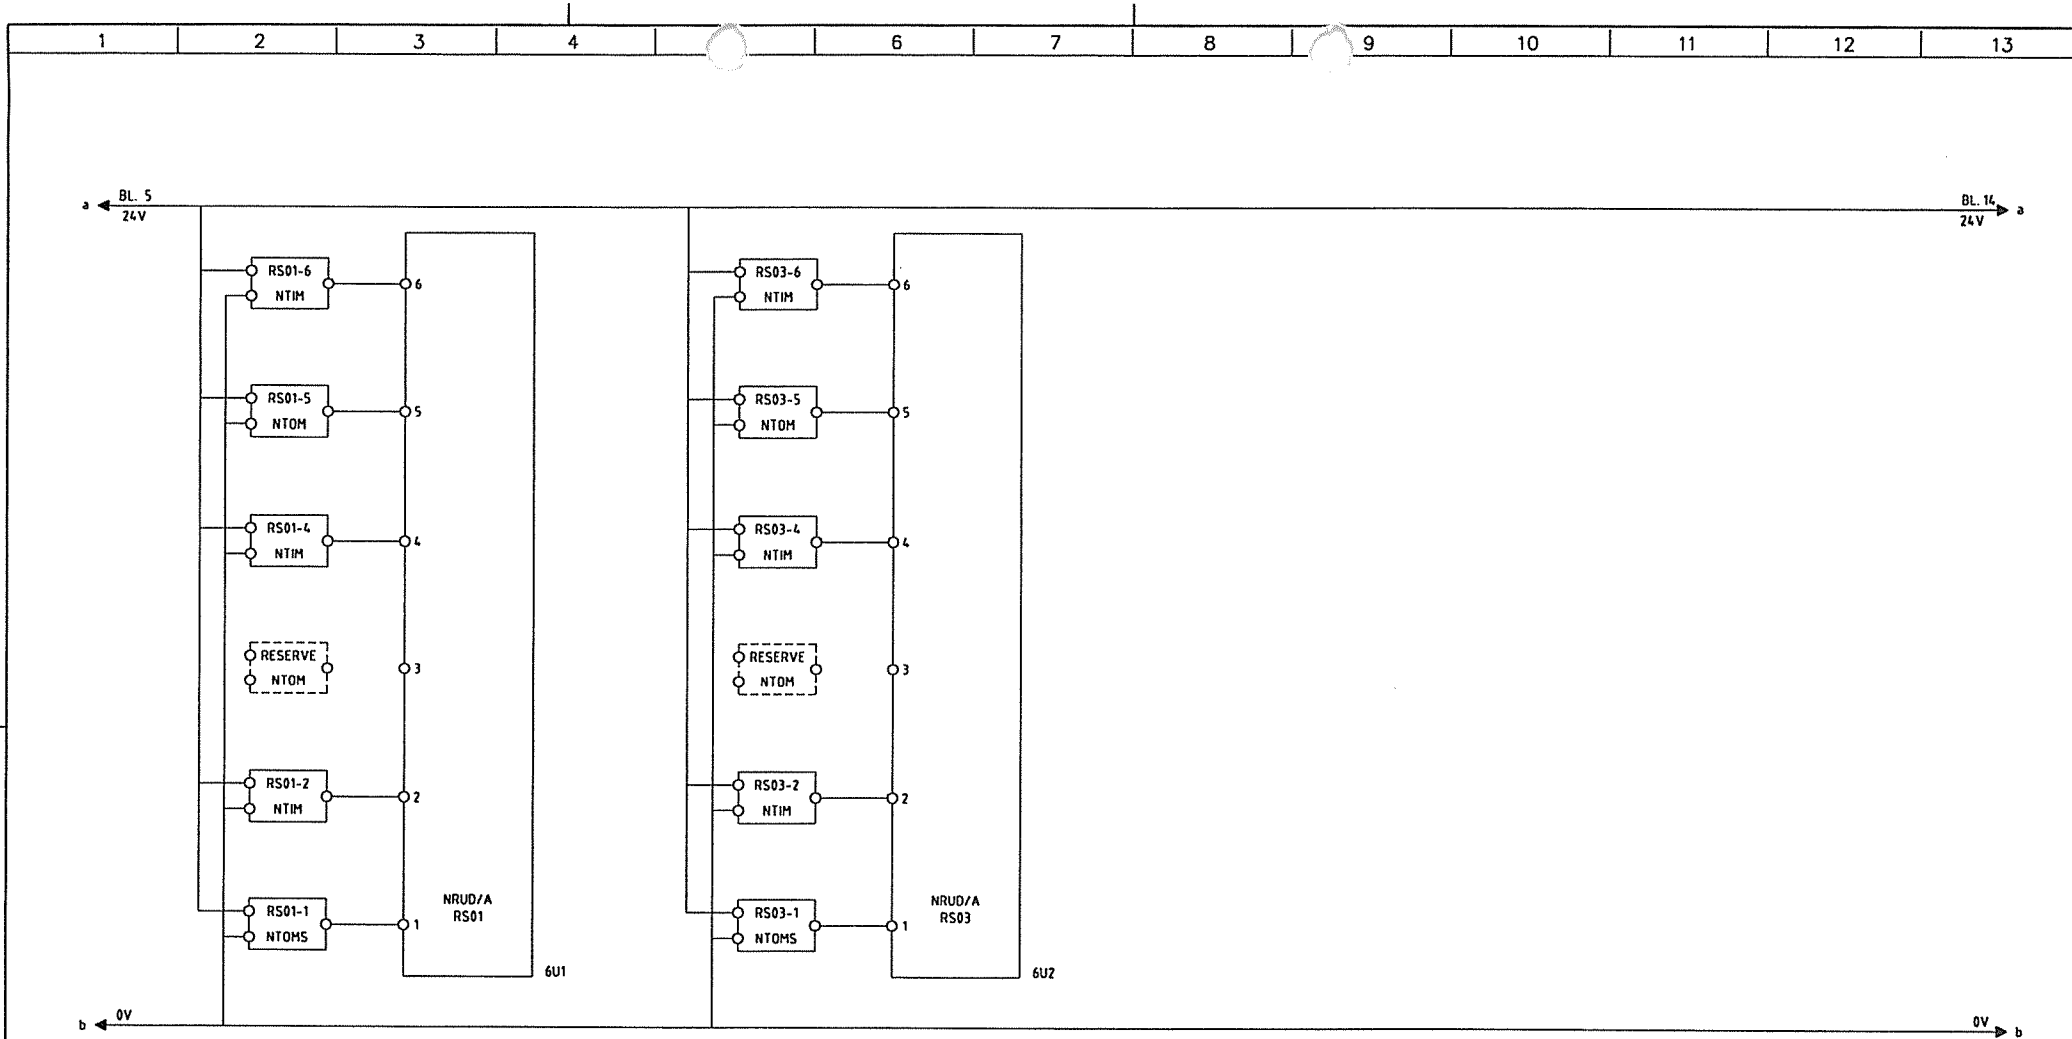 1 2 3 4 6 7 8 9 10 11 12 13
a BL. 5
24V
BL. 14 a
24V
RS01-6
NTIM
6
RS01-5
NTOM
5
RS01-4
NTIM
4
RESERVE
NTOM
3
RS01-2
NTIM
2
RS01-1
NTOMS
1
NRUD/A
RS01
6U1
RS03-6
NTIM
6
RS03-5
NTOM
5
RS03-4
NTIM
4
RESERVE
NTOM
3
RS03-2
NTIM
2
RS03-1
NTOMS
1
NRUD/A
RS03
6U2
b 0V
0V b